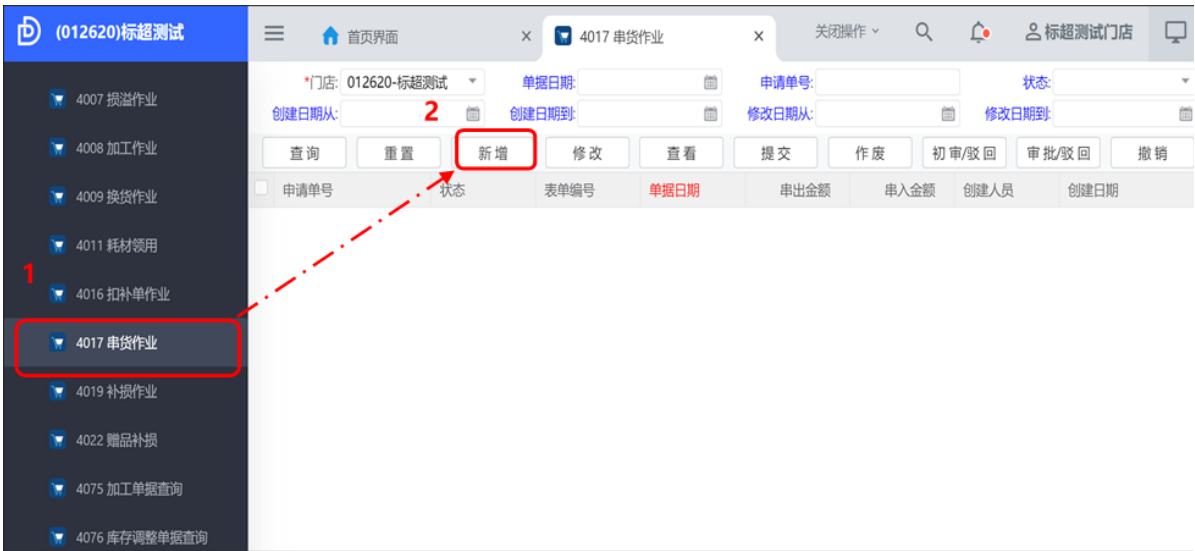 (012620)标超测试
首页界面
4017 串货作业
关闭操作
标超测试门店
4007 损溢作业
4008 加工作业
4009 换货作业
4011 耗材领用
1
4016 扣补单作业
4017 串货作业
4019 补损作业
4022 赠品补损
4075 加工单据查询
4076 库存调整单据查询
*门店: 012620-标超测试 单据日期: 申请单号: 状态:
创建日期从: 2 创建日期到: 修改日期从: 修改日期到:
查询 重置 新增 修改 查看 提交 作废 初审/驳回 审批/驳回 撤销
申请单号 状态 表单编号 单据日期 串出金额 串入金额 创建人员 创建日期